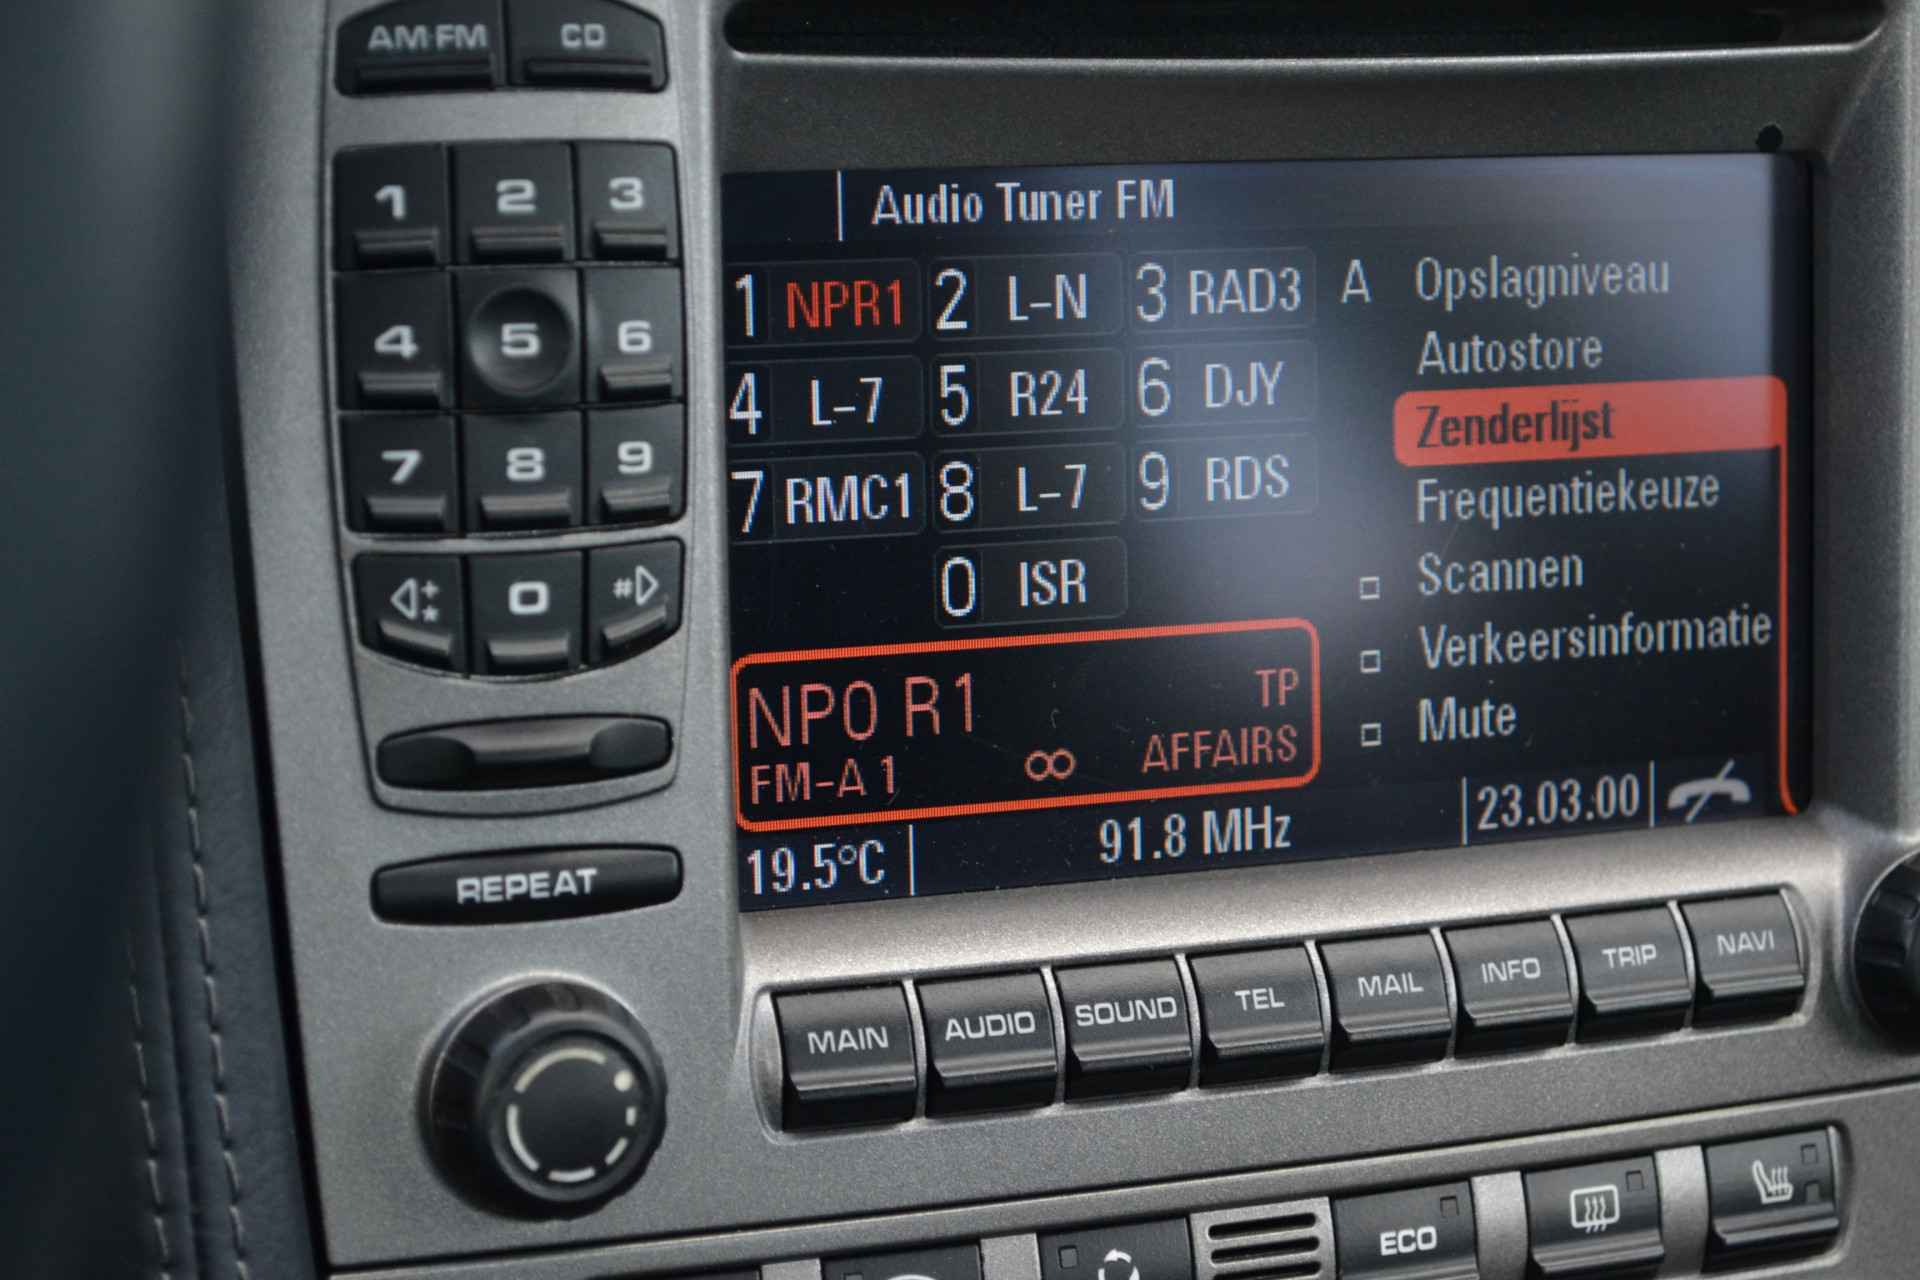 AM·FM CD
1 2 3
4 5 6
7 8 9
+* 0 #
REPEAT
Audio Tuner FM
1 NPR1 2 L-N 3 RAD3
4 L-7 5 R24 6 DJY
7 RMC1 8 L-7 9 RDS
0 ISR
A Opslagniveau
Autostore
Zenderlijst
Frequentiekeuze
Scannen
Verkeersinformatie
Mute
NPO R1 TP
FM-A 1 ∞ AFFAIRS
19.5°C 91.8 MHz 23.03:00
MAIN AUDIO SOUND TEL MAIL INFO TRIP NAVI
ECO